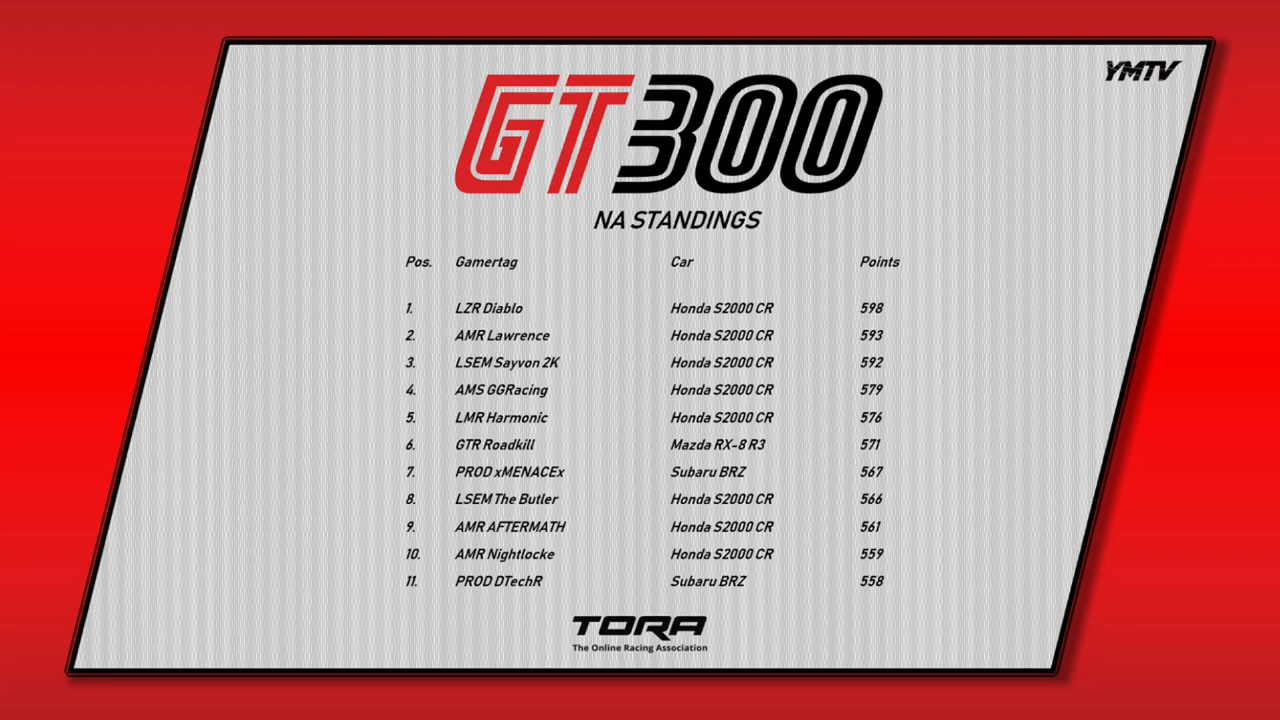 YMTV
GT300
NA STANDINGS
Pos. Gamertag Car Points
1. LZR Diablo Honda S2000 CR 598
2. AMR Lawrence Honda S2000 CR 593
3. LSEM Sayvon 2K Honda S2000 CR 592
4. AMS GGRacing Honda S2000 CR 579
5. LMR Harmonic Honda S2000 CR 576
6. GTR Roadkill Mazda RX-8 R3 571
7. PROD xMENACEx Subaru BRZ 567
8. LSEM The Butler Honda S2000 CR 566
9. AMR AFTERMATH Honda S2000 CR 561
10. AMR Nightlocke Honda S2000 CR 559
11. PROD DTechR Subaru BRZ 558
TORA
The Online Racing Association